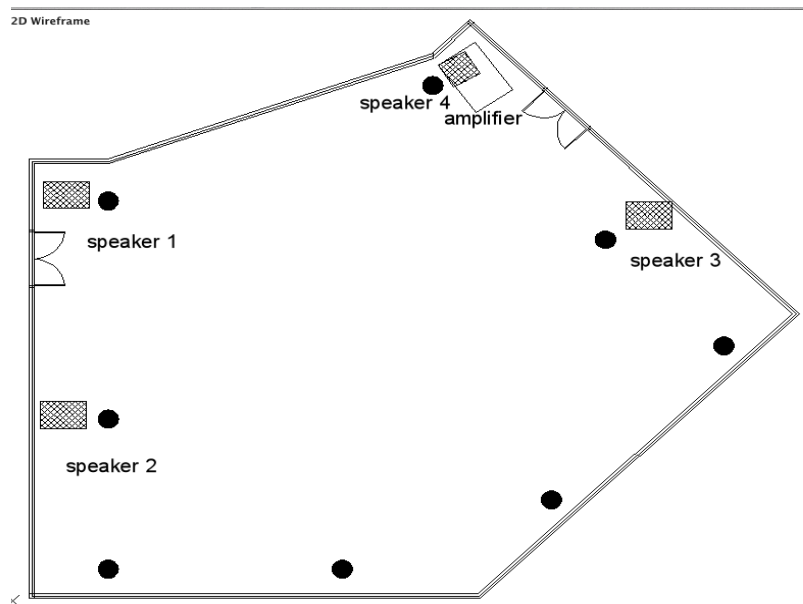 2D Wireframe
speaker 4
amplifier
speaker 1
speaker 3
speaker 2